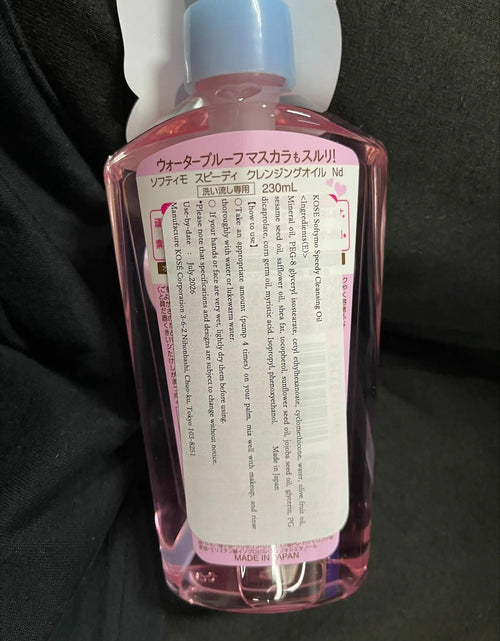 ウォータープルーフマスカラもスルリ!
ソフティモ スピーディ クレンジングオイル Nd
洗い流し専用 230mL
KOSE Softymo Speedy Cleansing Oil
<Ingredients(E)>
Mineral oil, PEG-8 glyceryl isostearate, cetyl ethylhexanoate, cyclomethicone, water, olive fruit oil,
sesame seed oil, safflower oil, shea fat, tocopherol, sunflower seed oil, jojoba seed oil, glycerin, PG
dicaprolate, corn germ oil, myristic acid. Isopropyl, phenoxyethanol.
Made in Japan
【how to use】
○ Take an appropriate amount (pump 4 times) on your palm, mix well with makeup, and rinse
thoroughly with water or lukewarm water.
○ If your hands or face are very wet, lightly dry them before using.
*Please note that specifications and designs are subject to change without notice.
Use-by-date : July,2026
Manufacture KOSÉ Corporation 3-6-2 Nihonbashi, Chuo-ku, Tokyo 103-8251
MADE IN JAPAN